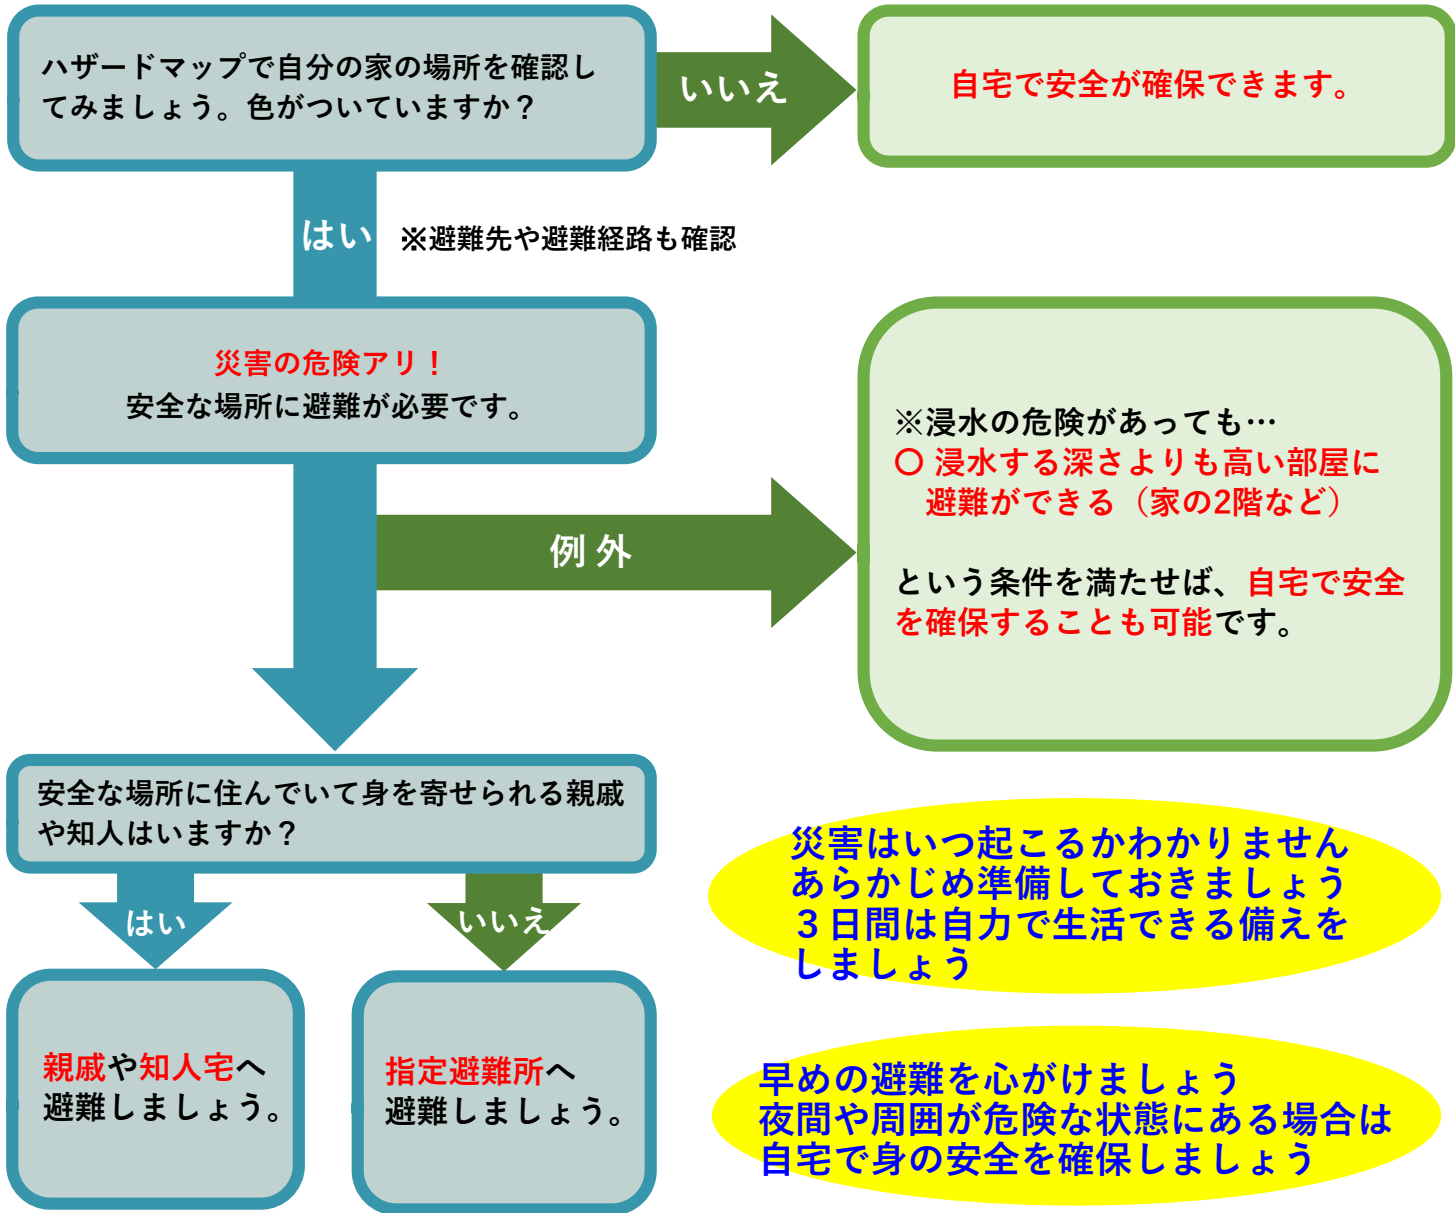 ハザードマップで自分の家の場所を確認し
てみましょう。色がついていますか？
いいえ
自宅で安全が確保できます。
はい
※避難先や避難経路も確認
災害の危険アリ！
安全な場所に避難が必要です。
例外
※浸水の危険があっても…
○ 浸水する深さよりも高い部屋に
避難ができる（家の2階など）
という条件を満たせば、自宅で安全
を確保することも可能です。
安全な場所に住んでいて身を寄せられる親戚
や知人はいますか？
はい
いいえ
親戚や知人宅へ
避難しましょう。
指定避難所へ
避難しましょう。
災害はいつ起こるかわかりません
あらかじめ準備しておきましょう
３日間は自力で生活できる備えを
しましょう
早めの避難を心がけましょう
夜間や周囲が危険な状態にある場合は
自宅で身の安全を確保しましょう